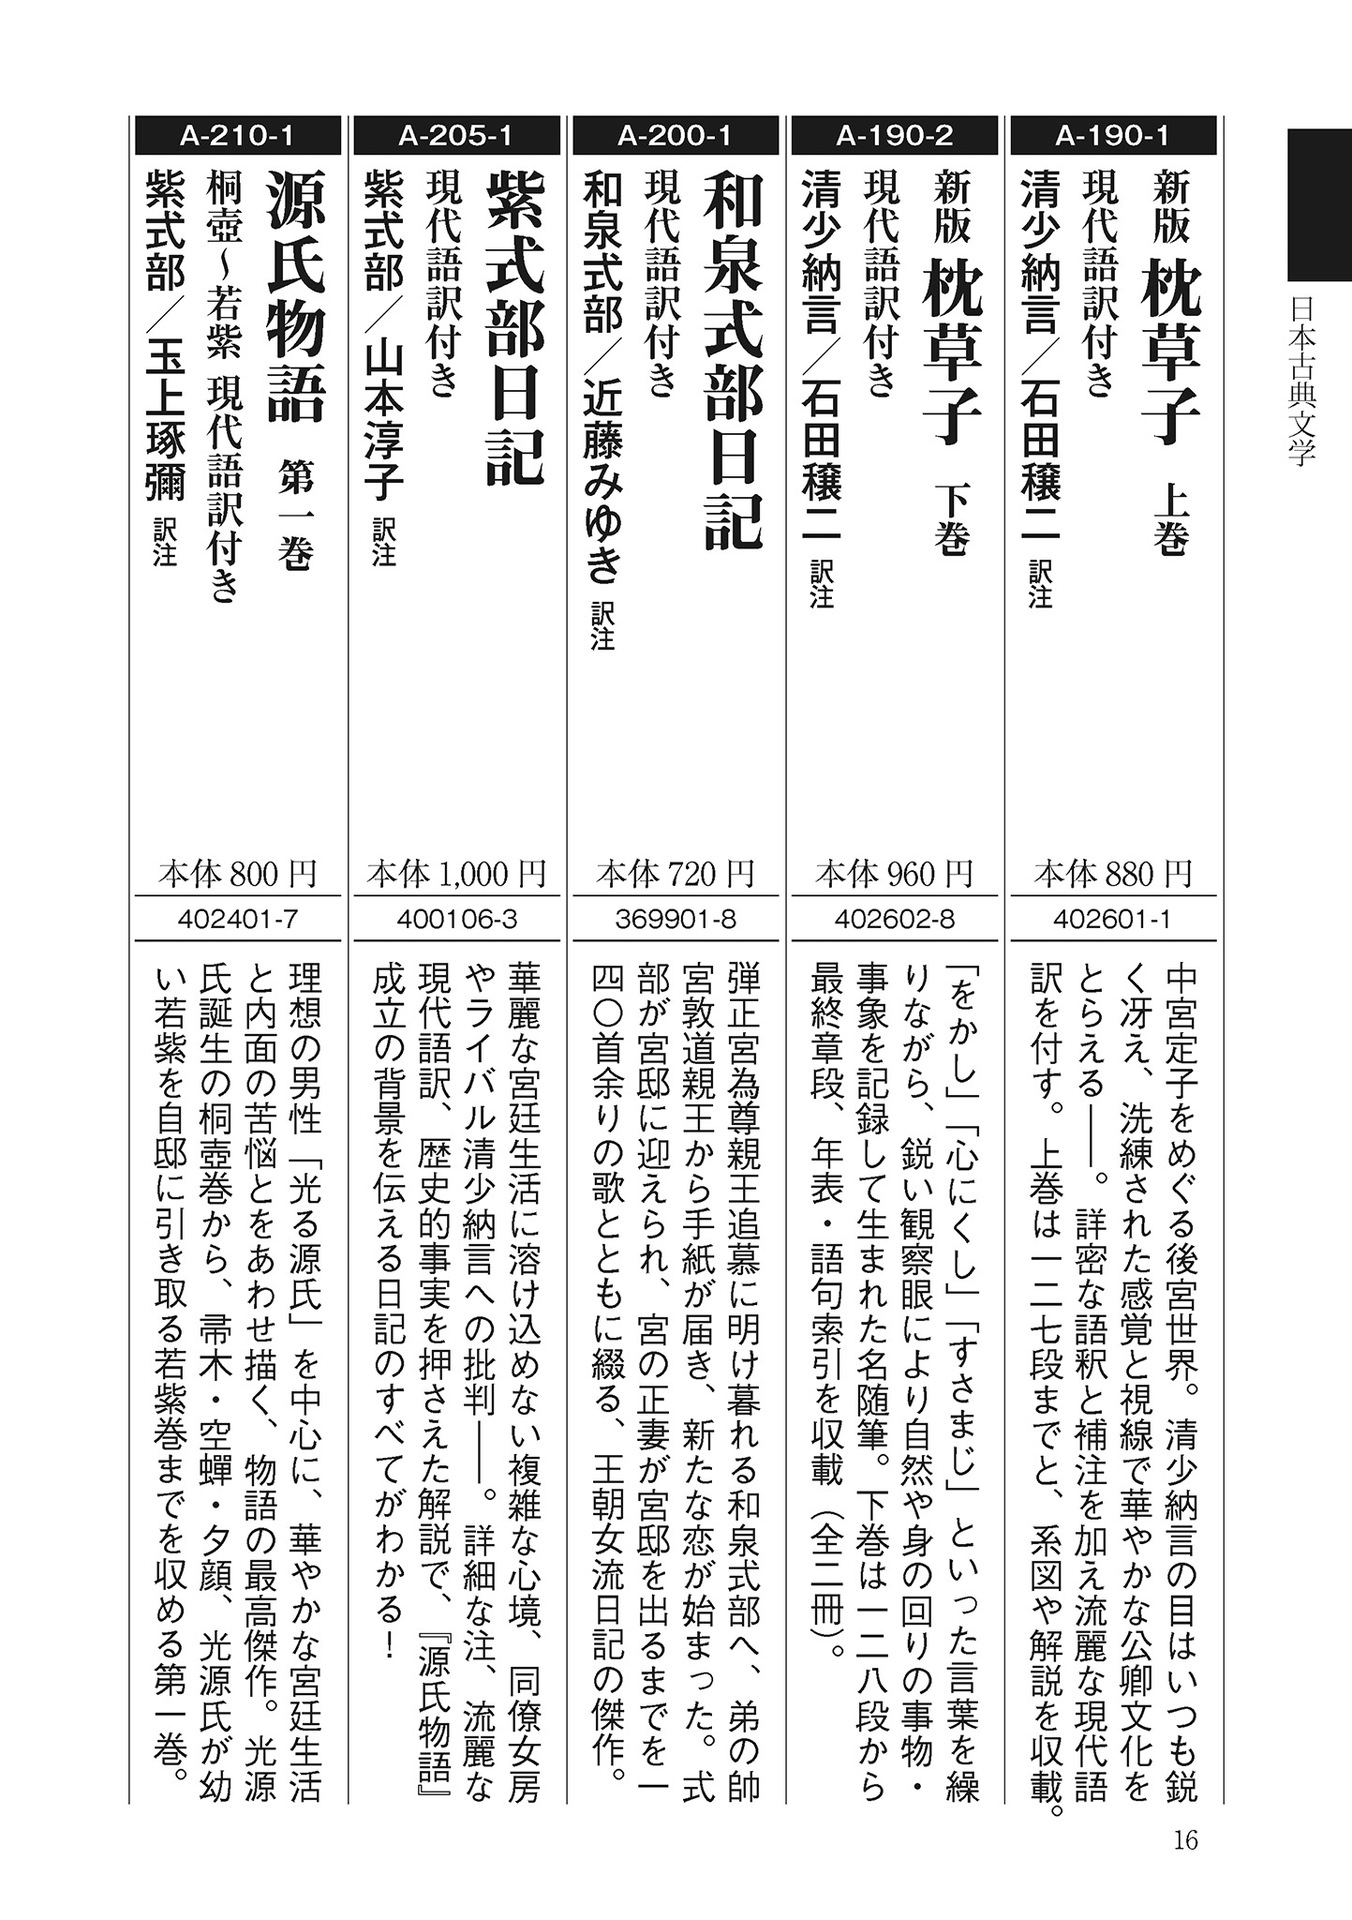 日本古典文学
A-190-1
新版 枕草子 上巻
現代語訳付き
清少納言／石田穣二 訳注
本体 880 円
402601-1
中宮定子をめぐる後宮世界。清少納言の目はいつも鋭
く冴え、洗練された感覚と視線で華やかな公卿文化を
とらえる――。詳密な語釈と補注を加え流麗な現代語
訳を付す。上巻は一二七段までと、系図や解説を収載。
A-190-2
新版 枕草子 下巻
現代語訳付き
清少納言／石田穣二 訳注
本体 960 円
402602-8
「をかし」「心にくし」「すさまじ」といった言葉を繰
りながら、鋭い観察眼により自然や身の回りの事物・
事象を記録して生まれた名随筆。下巻は一二八段から
最終章段、年表・語句索引を収載（全二冊）。
A-200-1
和泉式部日記
現代語訳付き
和泉式部／近藤みゆき 訳注
本体 720 円
369901-8
弾正宮為尊親王追慕に明け暮れる和泉式部へ、弟の帥
宮敦道親王から手紙が届き、新たな恋が始まった。式
部が宮邸に迎えられ、宮の正妻が宮邸を出るまでを一
四〇首余りの歌とともに綴る、王朝女流日記の傑作。
A-205-1
紫式部日記
現代語訳付き
紫式部／山本淳子 訳注
本体 1,000 円
400106-3
華麗な宮廷生活に溶け込めない複雑な心境、同僚女房
やライバル清少納言への批判――。詳細な注、流麗な
現代語訳、歴史的事実を押さえた解説で、『源氏物語』
成立の背景を伝える日記のすべてがわかる！
A-210-1
源氏物語 第一巻
桐壺〜若紫 現代語訳付き
紫式部／玉上琢彌 訳注
本体 800 円
402401-7
理想の男性「光る源氏」を中心に、華やかな宮廷生活
と内面の苦悩とをあわせ描く、物語の最高傑作。光源
氏誕生の桐壺巻から、帚木・空蟬・夕顔、光源氏が幼
い若紫を自邸に引き取る若紫巻までを収める第一巻。
16